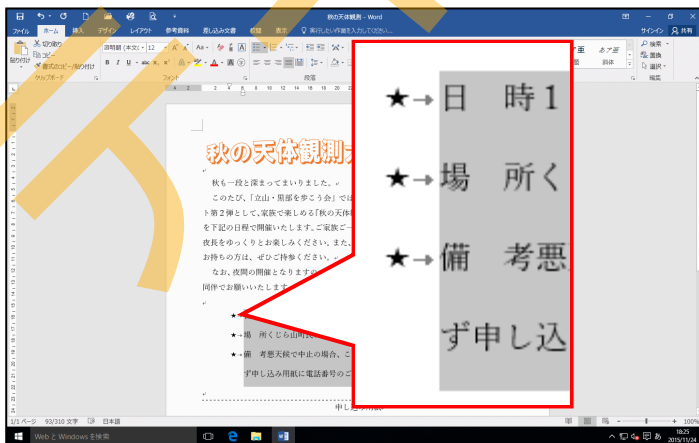 秋の天体観測 - Word
サインイン 共有
ファイル ホーム 挿入 デザイン レイアウト 参考資料 差し込み文書 校閲 表示 実行したい作業を入力してください...
切り取り
コピー
書式のコピー/貼り付け
貼り付け
クリップボード
フォント
段落
斜体
検索
置換
選択
編集
秋の天体観測
秋も一段と深まってまいりました。
このたび、「立山・黒部を歩こう会」では
ト第2弾として、家族で楽しめる「秋の天体
を下記の日程で開催いたします。ご家族ご一
夜長をゆっくりとお楽しみください。また、
お持ちの方は、ぜひご持参ください。
なお、夜間の開催となりますの
同伴でお願いいたします
★→場 所くじら山町民
★→備 考悪天候で中止の場合、こ
ず申し込み用紙に電話番号のご
★→日 時1
★→場 所く
★→備 考悪
ず申し込
1/1 ページ 93/310 文字 日本語
100%
Web と Windows を検索
18:25
2015/11/24